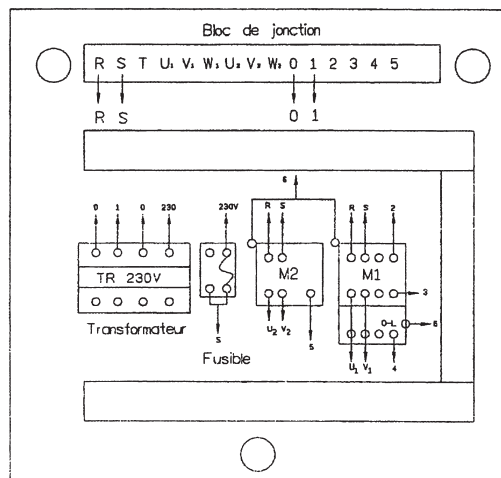 Bloc de jonction
R S T U₁ V₁ W₁ U₂ V₂ W₂ 0 1 2 3 4 5
R S 0 1
6
0 1 0 230 230V R S R S 2
TR 230V M2 M1
3
O-L 6
Transformateur
U₂ V₂ S 5
Fusible U₁ V₁ 4